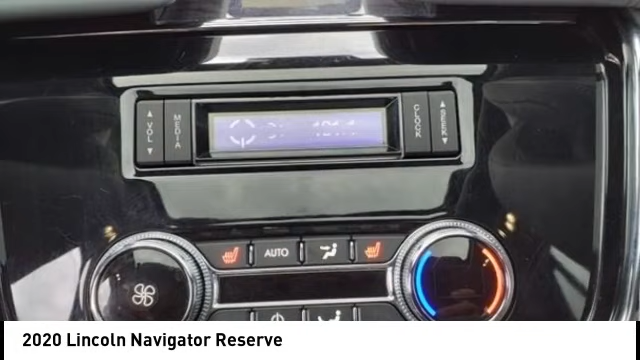 VOL
MEDIA
CLOCK
SEEK
AUTO
2020 Lincoln Navigator Reserve